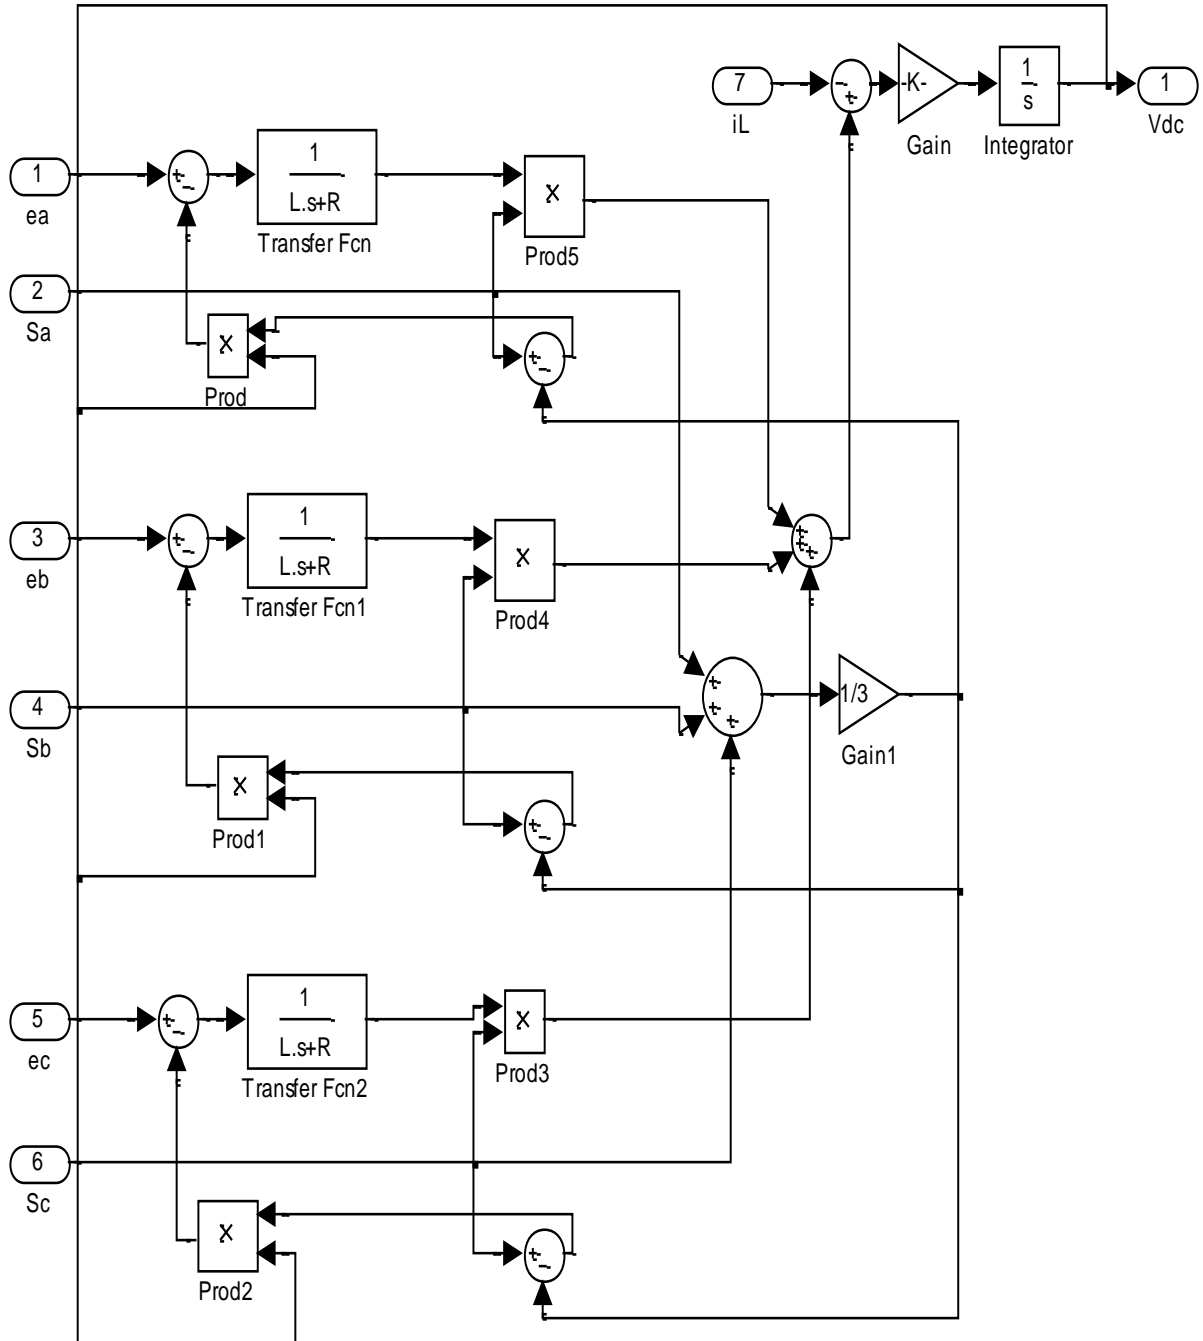 7
iL
-
+
-K-
Gain
1
s
Integrator
1
Vdc
1
ea
+
-
1
L.s+R
Transfer Fcn
X
Prod5
2
Sa
X
Prod
+
-
3
eb
+
-
1
L.s+R
Transfer Fcn1
X
Prod4
+
+
+
4
Sb
+
+
+
1/3
Gain1
X
Prod1
+
-
5
ec
+
-
1
L.s+R
Transfer Fcn2
X
Prod3
6
Sc
X
Prod2
+
-